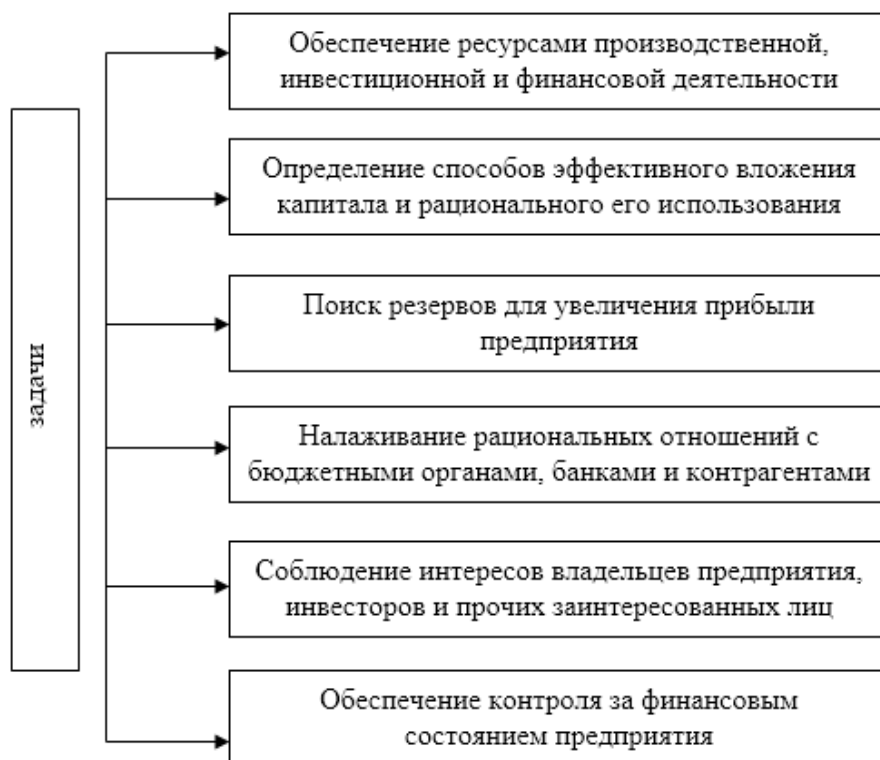 Обеспечение ресурсами производственной,
инвестиционной и финансовой деятельности
Определение способов эффективного вложения
капитала и рационального его использования
Поиск резервов для увеличения прибыли
предприятия
задачи
Налаживание рациональных отношений с
бюджетными органами, банками и контрагентами
Соблюдение интересов владельцев предприятия,
инвесторов и прочих заинтересованных лиц
Обеспечение контроля за финансовым
состоянием предприятия